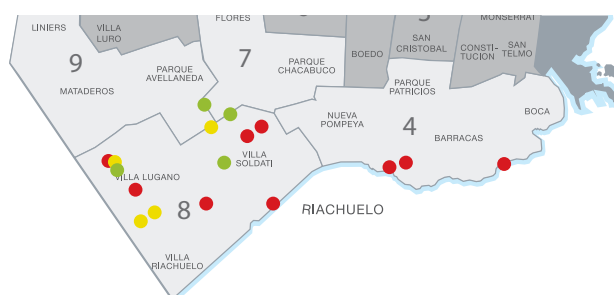 LINIERS
VILLA
LURO
FLORES
MONSERRAT
SAN
CRISTOBAL
BOEDO
CONSTI-
TUCION
SAN
TELMO
9
7
PARQUE
AVELLANEDA
PARQUE
CHACABUCO
MATADEROS
PARQUE
PATRICIOS
NUEVA
POMPEYA
4
BARRACAS
BOCA
VILLA
SOLDATI
VILLA LUGANO
8
RIACHUELO
VILLA
RIACHUELO